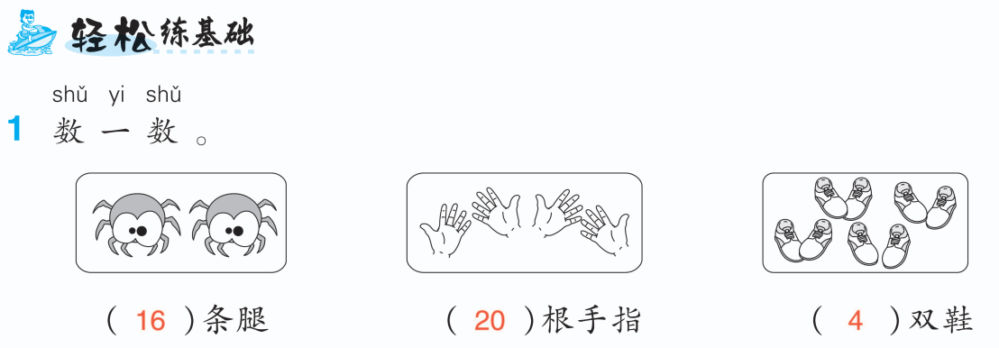 轻松练基础
shǔ yi shǔ
1 数一数。
( 16 )条腿 ( 20 )根手指 ( 4 )双鞋